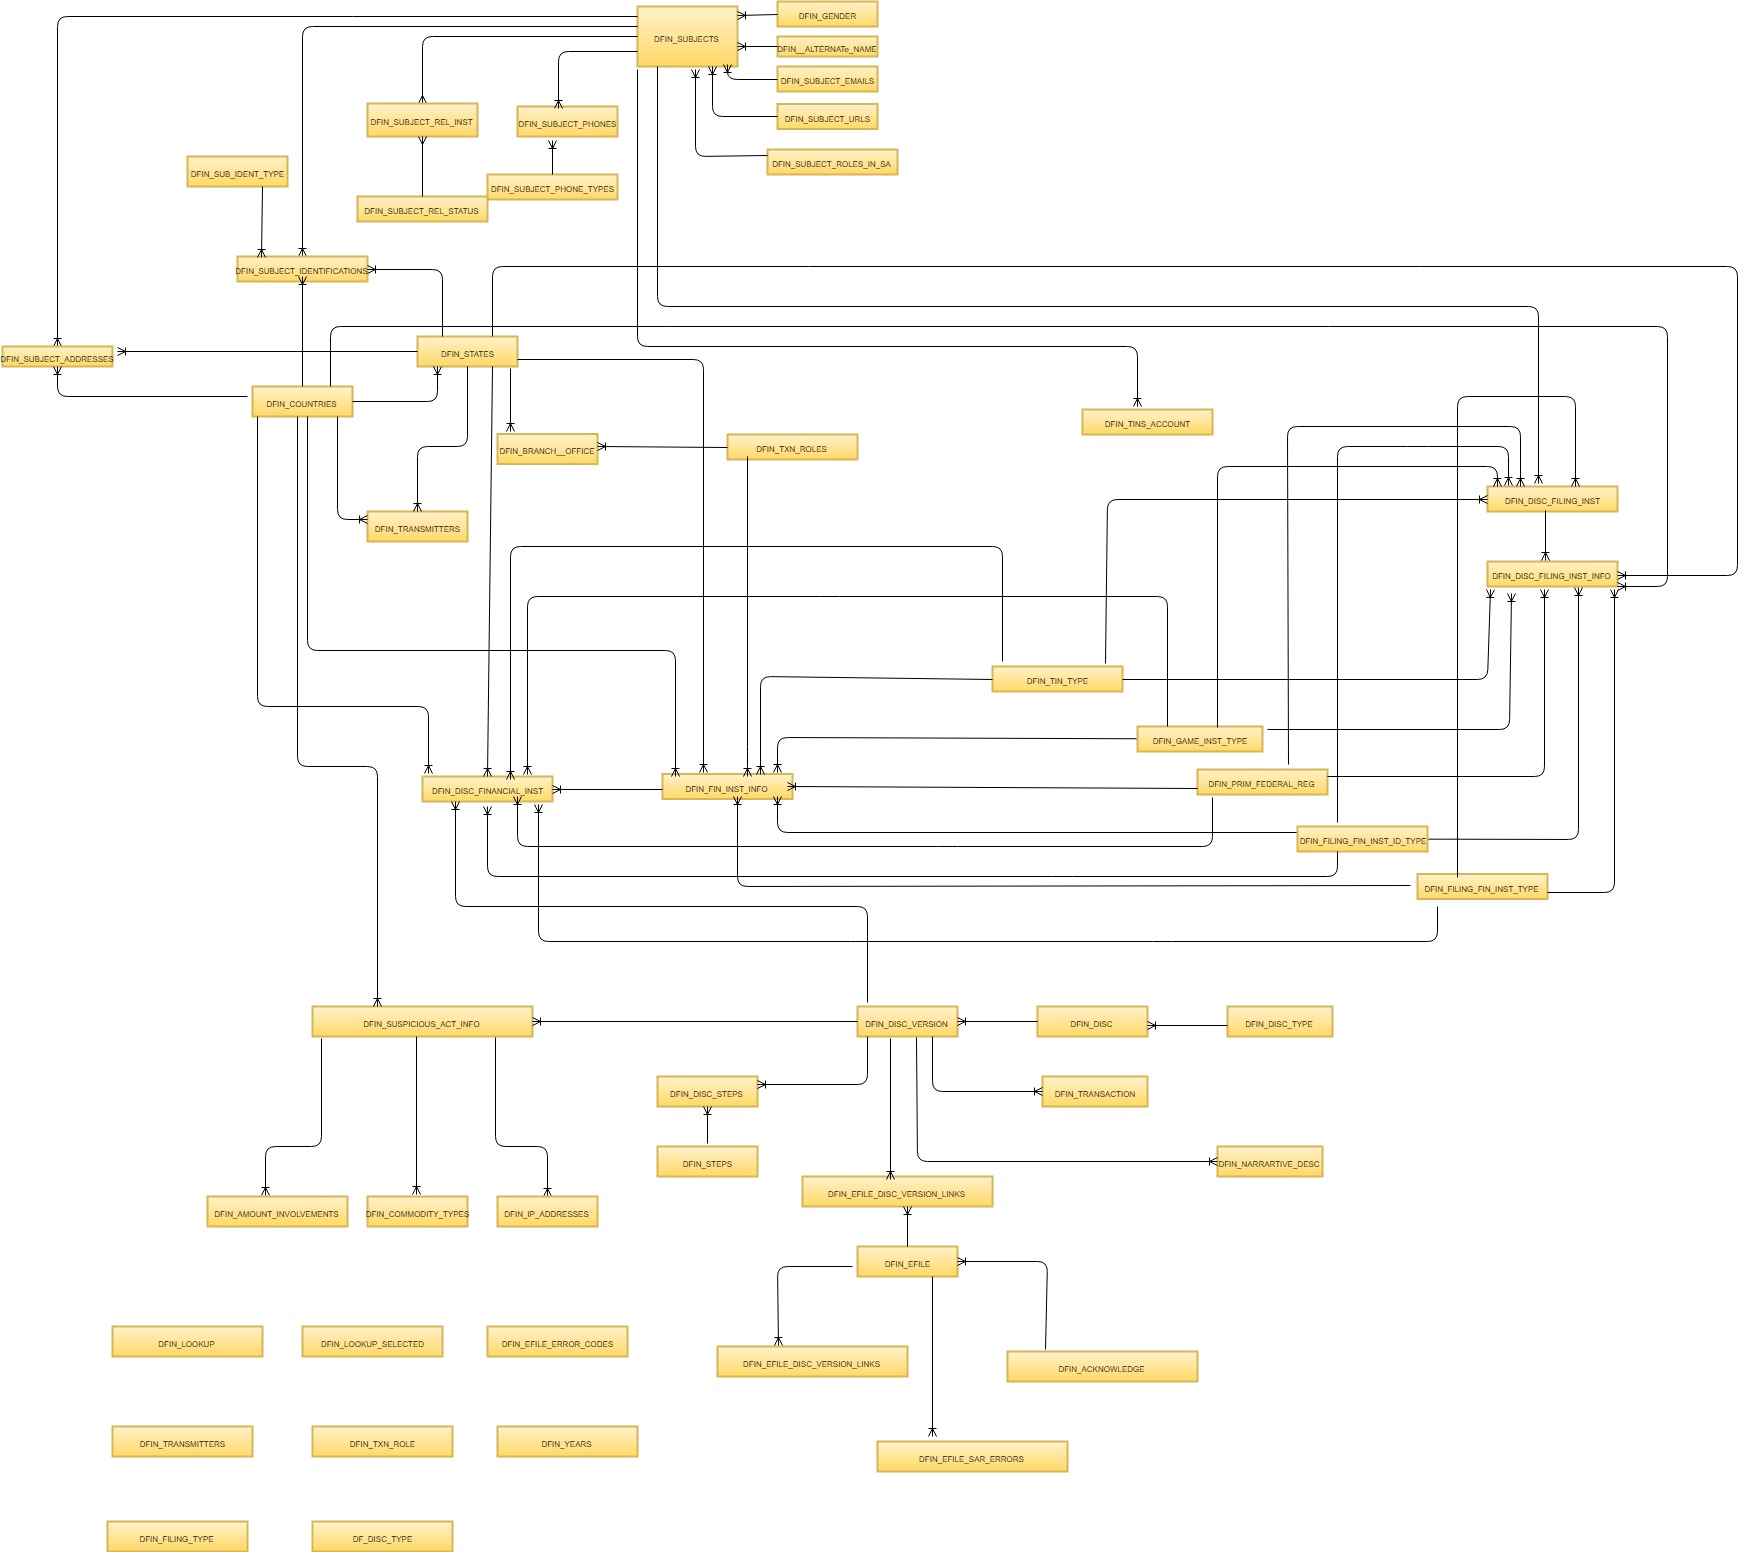 DFIN_GENDER
DFIN_SUBJECTS
DFIN__ALTERNATe_NAME
DFIN_SUBJECT_EMAILS
DFIN_SUBJECT_REL_INST
DFIN_SUBJECT_PHONES
DFIN_SUBJECT_URLS
DFIN_SUBJECT_ROLES_IN_SA
DFIN_SUB_IDENT_TYPE
DFIN_SUBJECT_PHONE_TYPES
DFIN_SUBJECT_REL_STATUS
DFIN_SUBJECT_IDENTIFICATIONS
DFIN_SUBJECT_ADDRESSES
DFIN_STATES
DFIN_COUNTRIES
DFIN_TINS_ACCOUNT
DFIN_BRANCH__OFFICE
DFIN_TXN_ROLES
DFIN_DISC_FILING_INST
DFIN_TRANSMITTERS
DFIN_DISC_FILING_INST_INFO
DFIN_TIN_TYPE
DFIN_GAME_INST_TYPE
DFIN_DISC_FINANCIAL_INST
DFIN_FIN_INST_INFO
DFIN_PRIM_FEDERAL_REG
DFIN_FILING_FIN_INST_ID_TYPE
DFIN_FILING_FIN_INST_TYPE
DFIN_SUSPICIOUS_ACT_INFO
DFIN_DISC_VERSION
DFIN_DISC
DFIN_DISC_TYPE
DFIN_DISC_STEPS
DFIN_TRANSACTION
DFIN_STEPS
DFIN_NARRARTIVE_DESC
DFIN_EFILE_DISC_VERSION_LINKS
DFIN_AMOUNT_INVOLVEMENTS
DFIN_COMMODITY_TYPES
DFIN_IP_ADDRESSES
DFIN_EFILE
DFIN_LOOKUP
DFIN_LOOKUP_SELECTED
DFIN_EFILE_ERROR_CODES
DFIN_EFILE_DISC_VERSION_LINKS
DFIN_ACKNOWLEDGE
DFIN_TRANSMITTERS
DFIN_TXN_ROLE
DFIN_YEARS
DFIN_EFILE_SAR_ERRORS
DFIN_FILING_TYPE
DF_DISC_TYPE